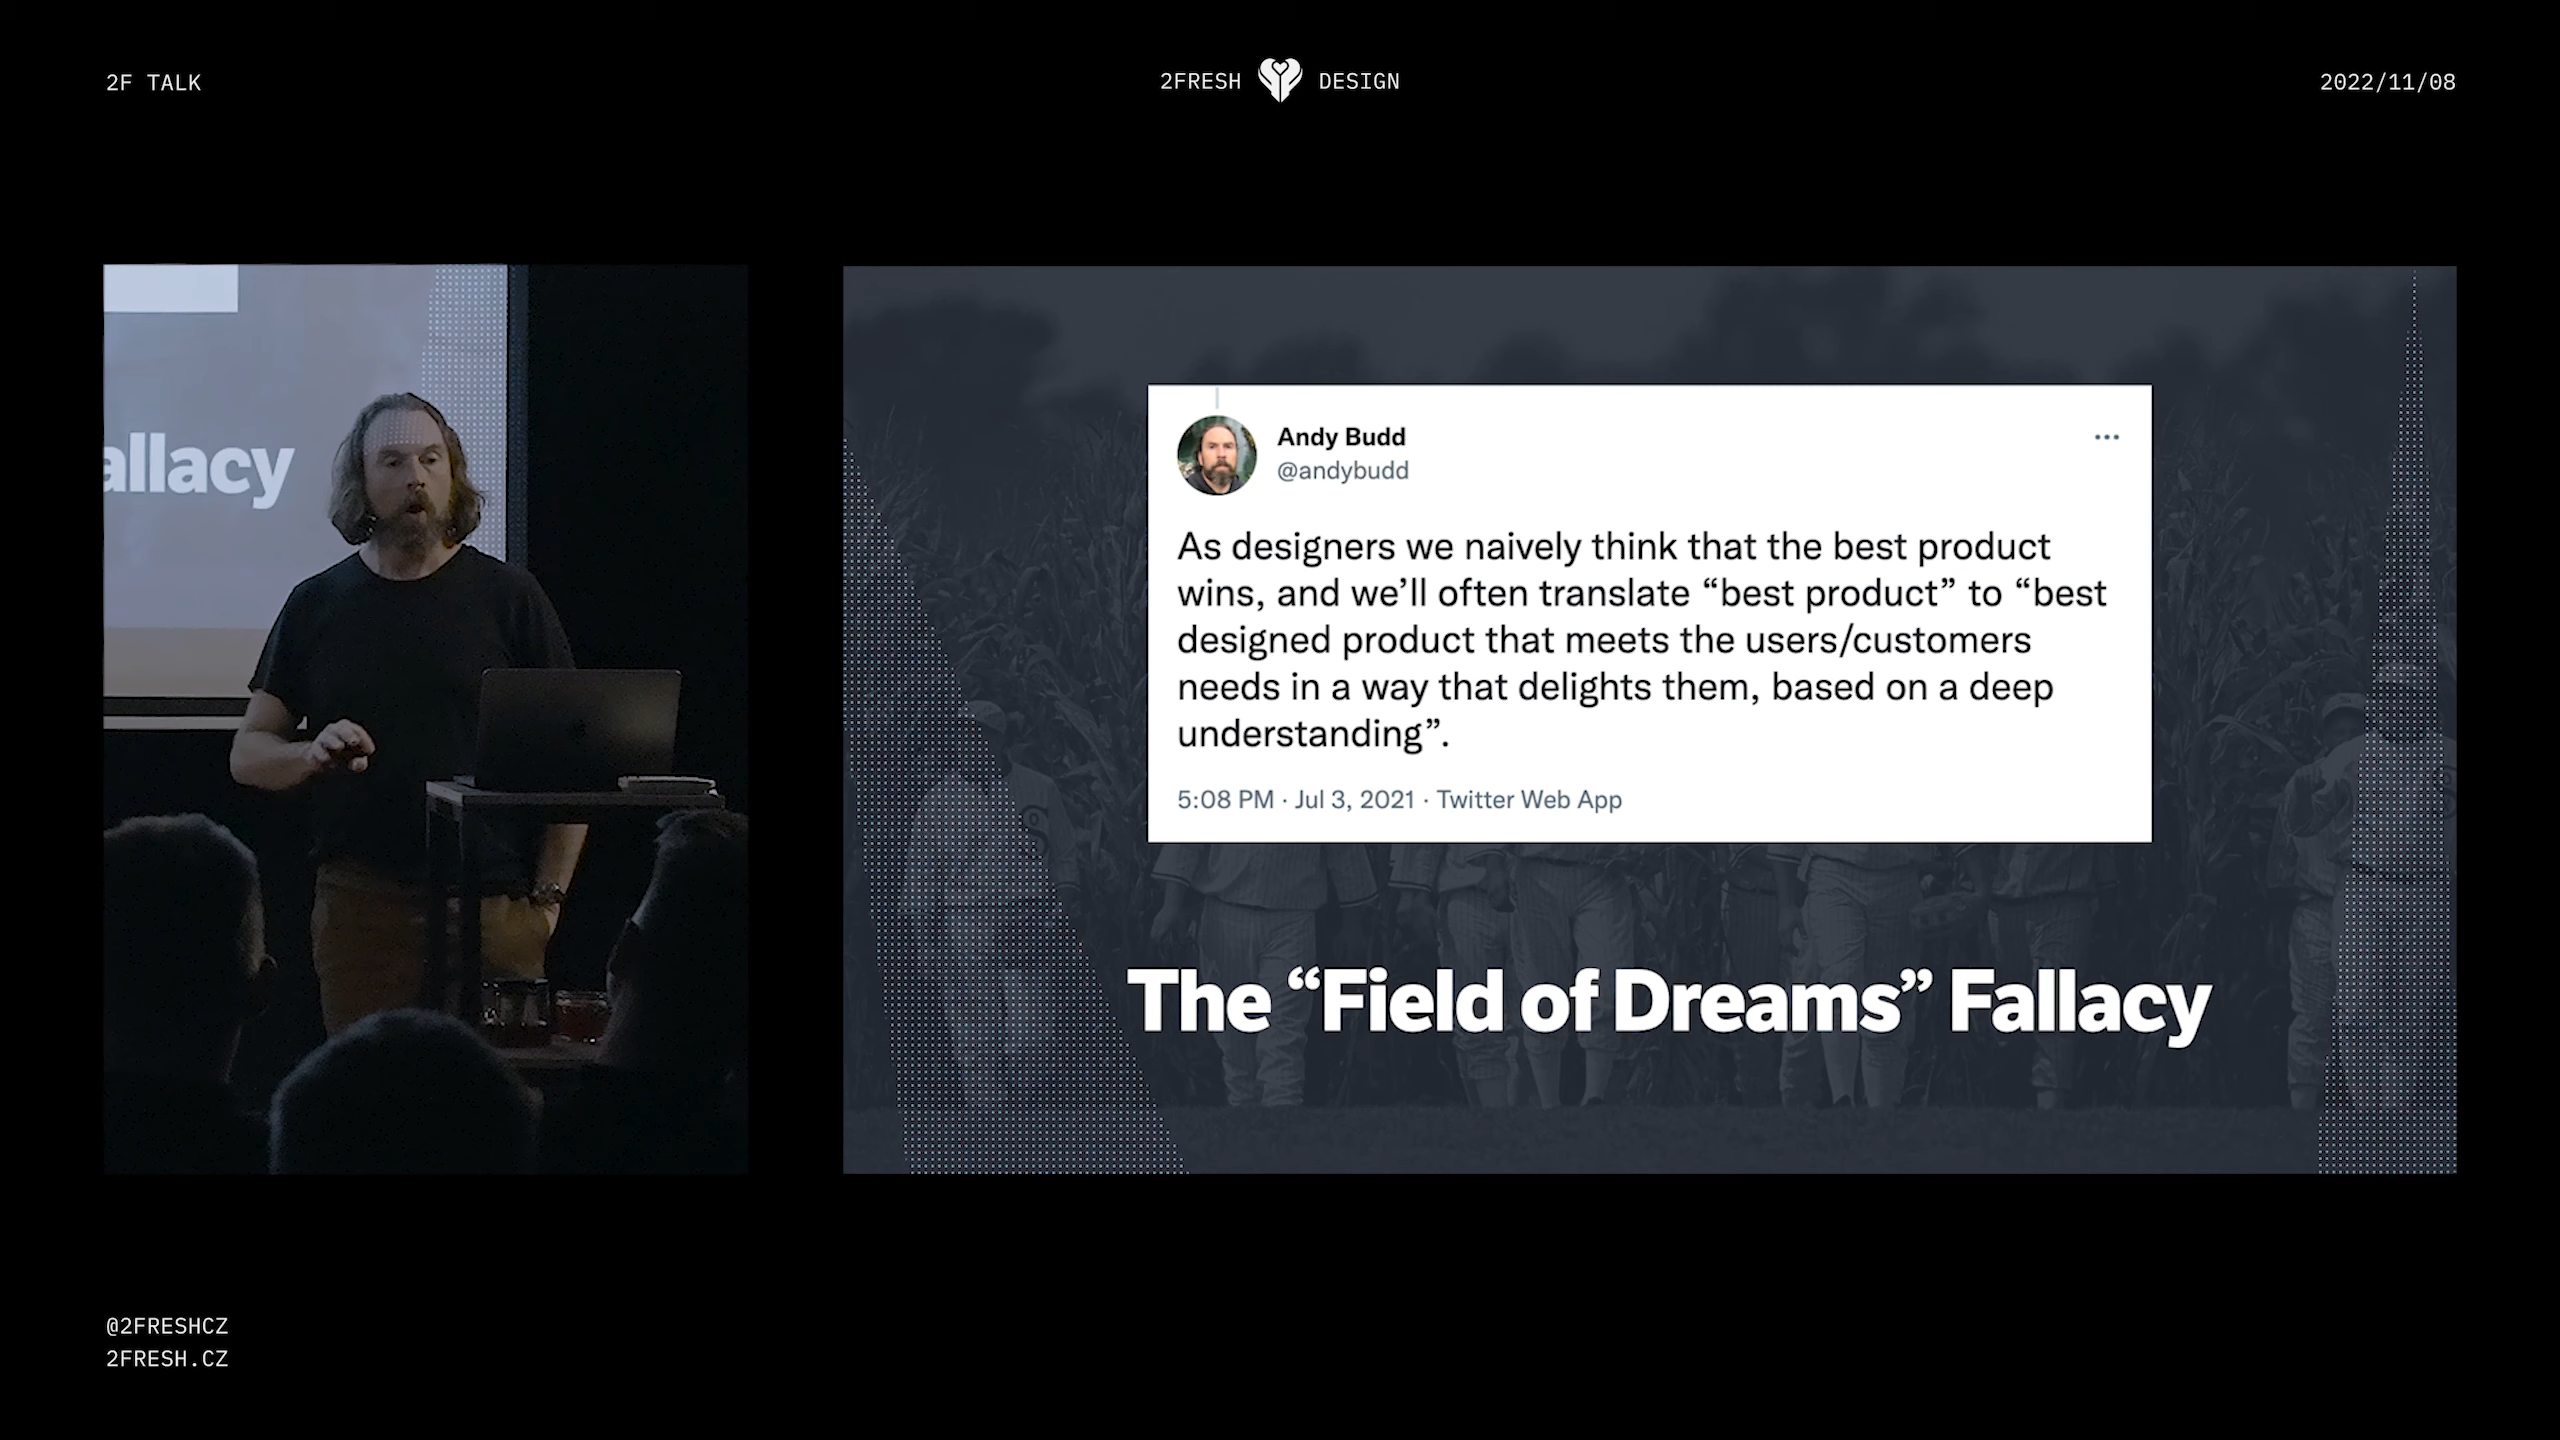 2F TALK
2FRESH DESIGN
2022/11/08
allacy
Andy Budd
@andybudd
As designers we naively think that the best product
wins, and we’ll often translate “best product” to “best
designed product that meets the users/customers
needs in a way that delights them, based on a deep
understanding”.
5:08 PM · Jul 3, 2021 · Twitter Web App
The “Field of Dreams” Fallacy
@2FRESHCZ
2FRESH.CZ